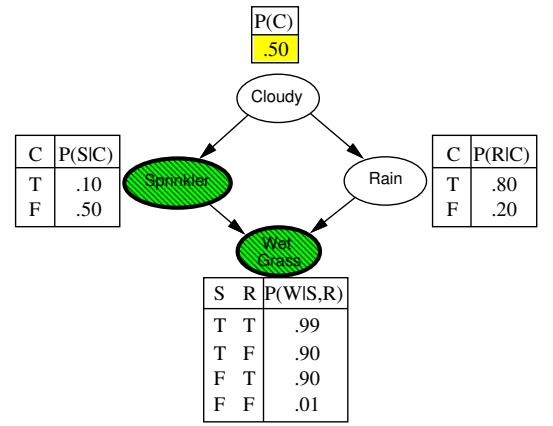 P(C)
.50
Cloudy
C P(S|C)
T .10
F .50
Sprinkler
Rain
C P(R|C)
T .80
F .20
Wet
Grass
S R P(W|S,R)
T T .99
T F .90
F T .90
F F .01